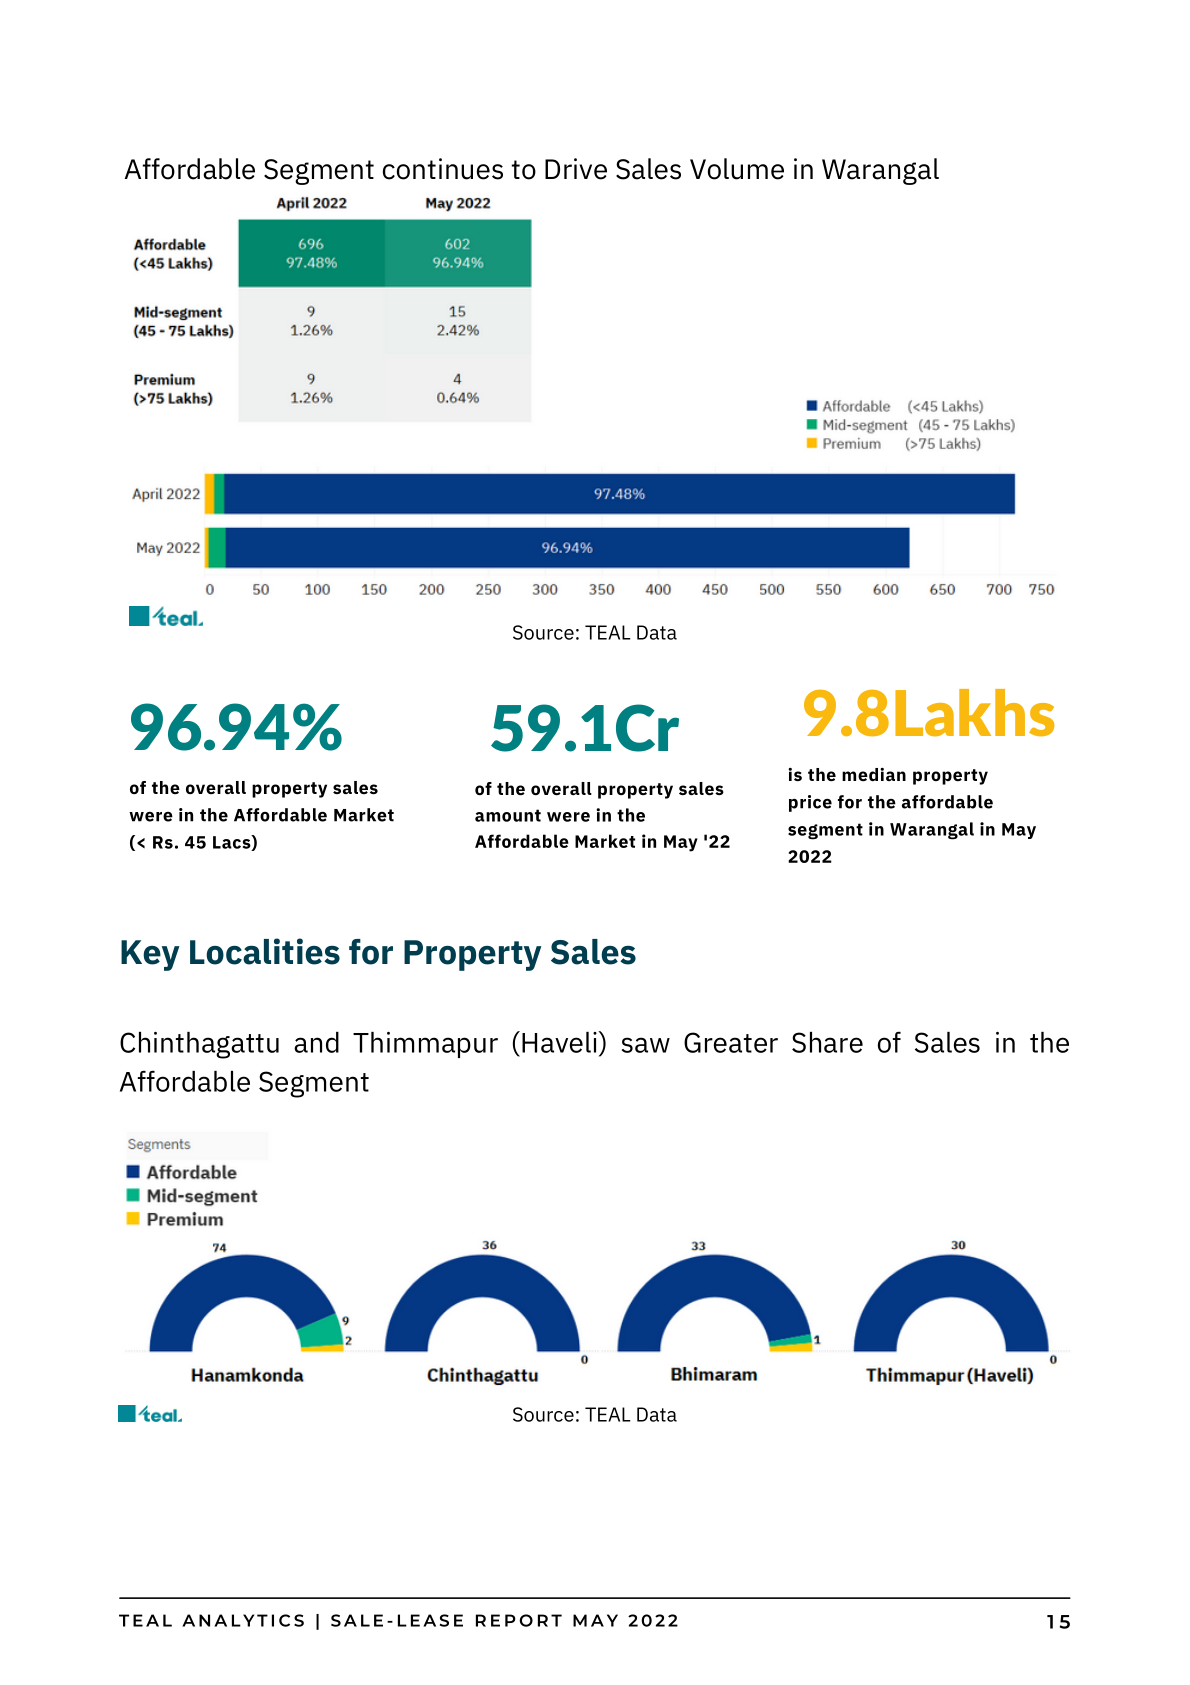 Affordable Segment continues to Drive Sales Volume in Warangal
April 2022 May 2022
Affordable
(<45 Lakhs)
696 602
97.48% 96.94%
Mid-segment
(45 - 75 Lakhs)
9 15
1.26% 2.42%
Premium
(>75 Lakhs)
9 4
1.26% 0.64%
Affordable (<45 Lakhs)
Mid-segment (45 - 75 Lakhs)
Premium (>75 Lakhs)
April 2022 97.48%
May 2022 96.94%
0 50 100 150 200 250 300 350 400 450 500 550 600 650 700 750
teal.
Source: TEAL Data
96.94%
of the overall property sales
were in the Affordable Market
(< Rs. 45 Lacs)
59.1Cr
of the overall property sales
amount were in the
Affordable Market in May '22
9.8Lakhs
is the median property
price for the affordable
segment in Warangal in May
2022
Key Localities for Property Sales
Chinthagattu and Thimmapur (Haveli) saw Greater Share of Sales in the
Affordable Segment
Segments
Affordable
Mid-segment
Premium
74
9
2
Hanamkonda
36
0
Chinthagattu
33
1
Bhimaram
30
0
Thimmapur (Haveli)
teal.
Source: TEAL Data
TEAL ANALYTICS | SALE-LEASE REPORT MAY 2022 15